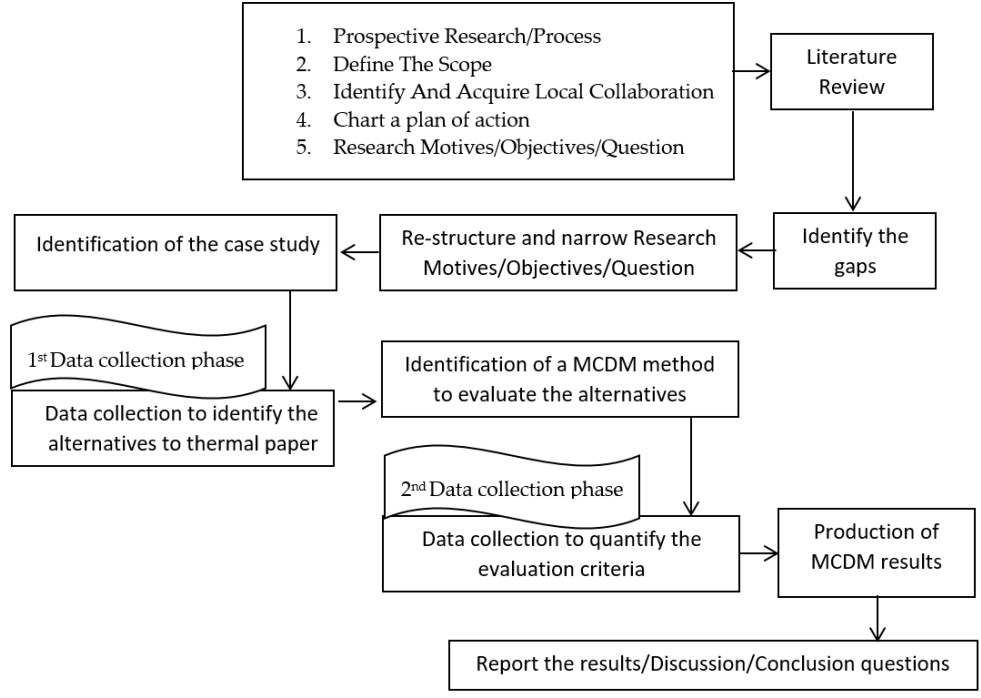 1. Prospective Research/Process
2. Define The Scope
3. Identify And Acquire Local Collaboration
4. Chart a plan of action
5. Research Motives/Objectives/Question
Literature
Review
Identify the
gaps
Re-structure and narrow Research
Motives/Objectives/Question
Identification of the case study
1st Data collection phase
Data collection to identify the
alternatives to thermal paper
Identification of a MCDM method
to evaluate the alternatives
2nd Data collection phase
Data collection to quantify the
evaluation criteria
Production of
MCDM results
Report the results/Discussion/Conclusion questions